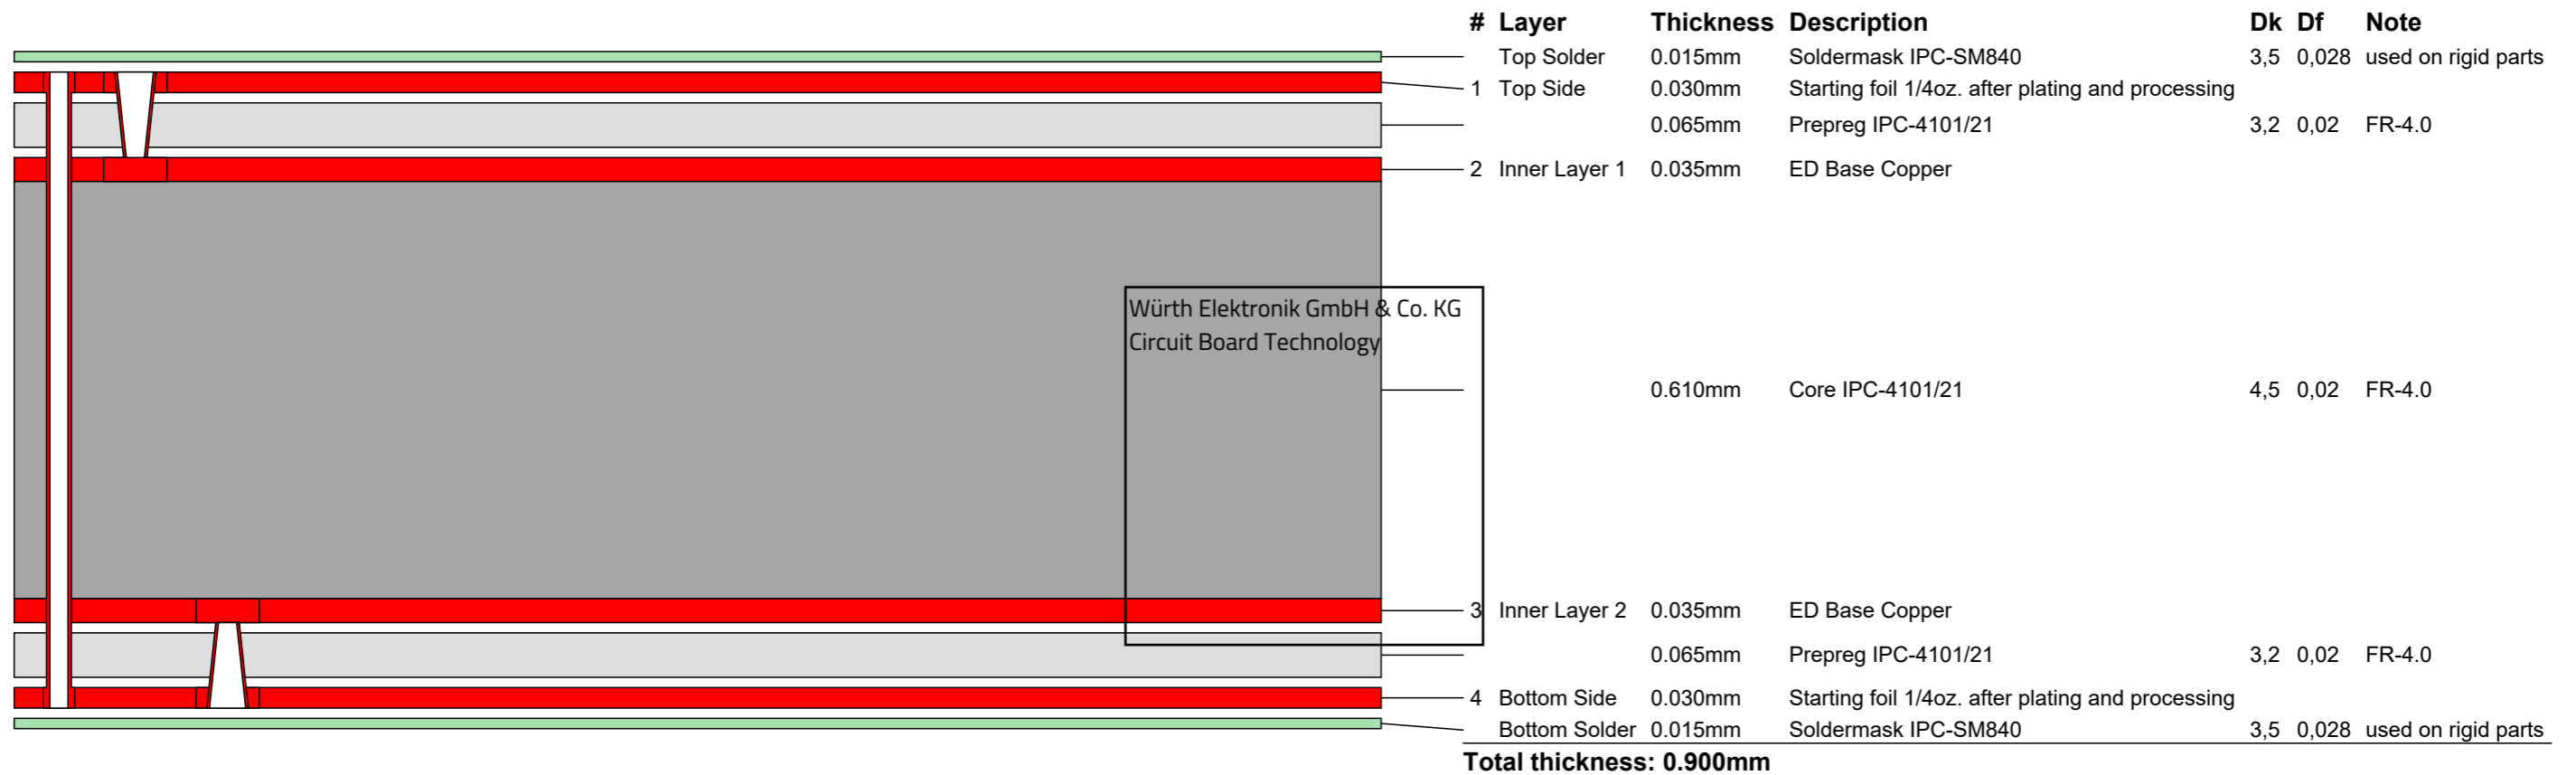 # Layer Thickness Description Dk Df Note
Top Solder 0.015mm Soldermask IPC-SM840 3,5 0,028 used on rigid parts
1 Top Side 0.030mm Starting foil 1/4oz. after plating and processing
0.065mm Prepreg IPC-4101/21 3,2 0,02 FR-4.0
2 Inner Layer 1 0.035mm ED Base Copper
Würth Elektronik GmbH & Co. KG
Circuit Board Technology
0.610mm Core IPC-4101/21 4,5 0,02 FR-4.0
3 Inner Layer 2 0.035mm ED Base Copper
0.065mm Prepreg IPC-4101/21 3,2 0,02 FR-4.0
4 Bottom Side 0.030mm Starting foil 1/4oz. after plating and processing
Bottom Solder 0.015mm Soldermask IPC-SM840 3,5 0,028 used on rigid parts
Total thickness: 0.900mm